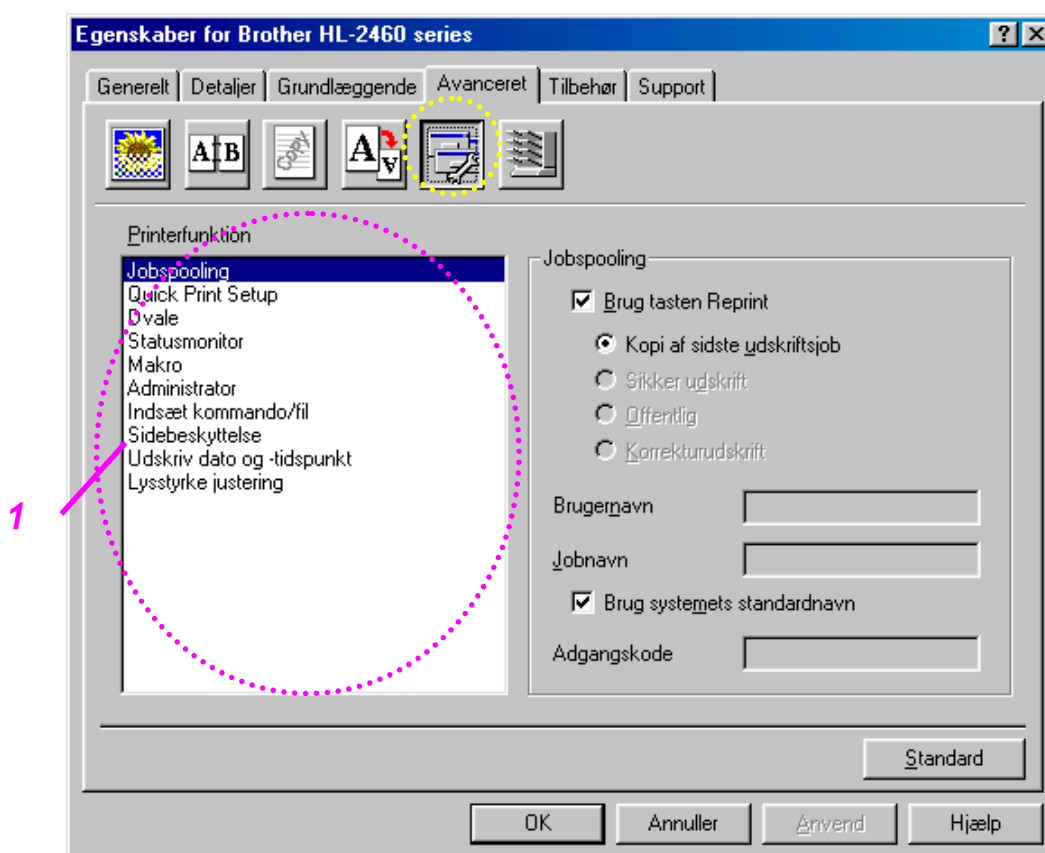 Egenskaber for Brother HL-2460 series
Generelt Detaljer Grundlæggende Avanceret Tilbehør Support
A B COPY A A
Printerfunktion
Jobspooling
Quick Print Setup
Dvale
Statusmonitor
Makro
Administrator
Indsæt kommando/fil
Sidebeskyttelse
Udskriv dato og -tidspunkt
Lysstyrke justering
1
Jobspooling
Brug tasten Reprint
Kopi af sidste udskriftsjob
Sikker udskrift
Offentlig
Korrekturudskrift
Brugernavn
Jobnavn
Brug systemets standardnavn
Adgangskode
Standard
OK Annuller Anvend Hjælp